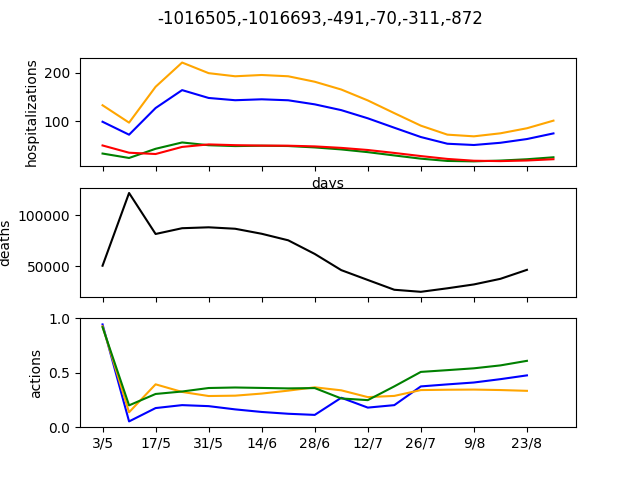 -1016505,-1016693,-491,-70,-311,-872
hospitalizations
200
100
days
deaths
100000
50000
actions
1.0
0.5
0.0
3/5 17/5 31/5 14/6 28/6 12/7 26/7 9/8 23/8